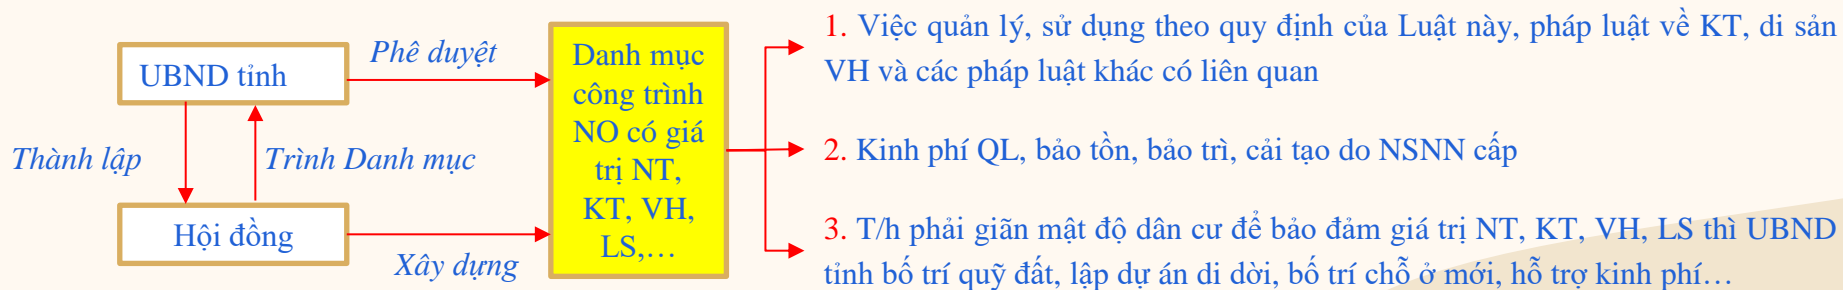 UBND tỉnh
Phê duyệt
Thành lập
Trình Danh mục
Hội đồng
Xây dựng
Danh mục
công trình
NO có giá
trị NT,
KT, VH,
LS,…
1. Việc quản lý, sử dụng theo quy định của Luật này, pháp luật về KT, di sản
VH và các pháp luật khác có liên quan
2. Kinh phí QL, bảo tồn, bảo trì, cải tạo do NSNN cấp
3. T/h phải giãn mật độ dân cư để bảo đảm giá trị NT, KT, VH, LS thì UBND
tỉnh bố trí quỹ đất, lập dự án di dời, bố trí chỗ ở mới, hỗ trợ kinh phí…